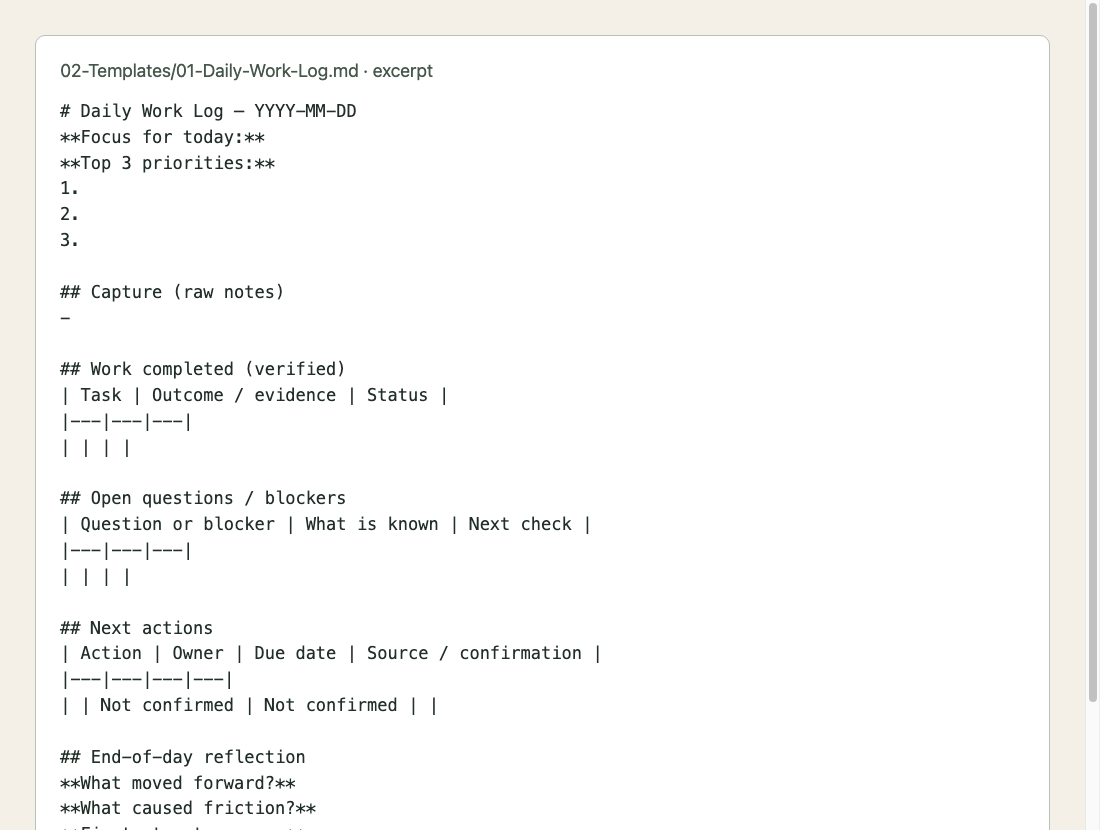 02-Templates/01-Daily-Work-Log.md · excerpt
# Daily Work Log — YYYY-MM-DD
**Focus for today:**
**Top 3 priorities:**
1.
2.
3.
## Capture (raw notes)
-
## Work completed (verified)
| Task | Outcome / evidence | Status |
|---|---|---|
| | | |
## Open questions / blockers
| Question or blocker | What is known | Next check |
|---|---|---|
| | | |
## Next actions
| Action | Owner | Due date | Source / confirmation |
|---|---|---|---|
| | Not confirmed | Not confirmed | |
## End-of-day reflection
**What moved forward?**
**What caused friction?**